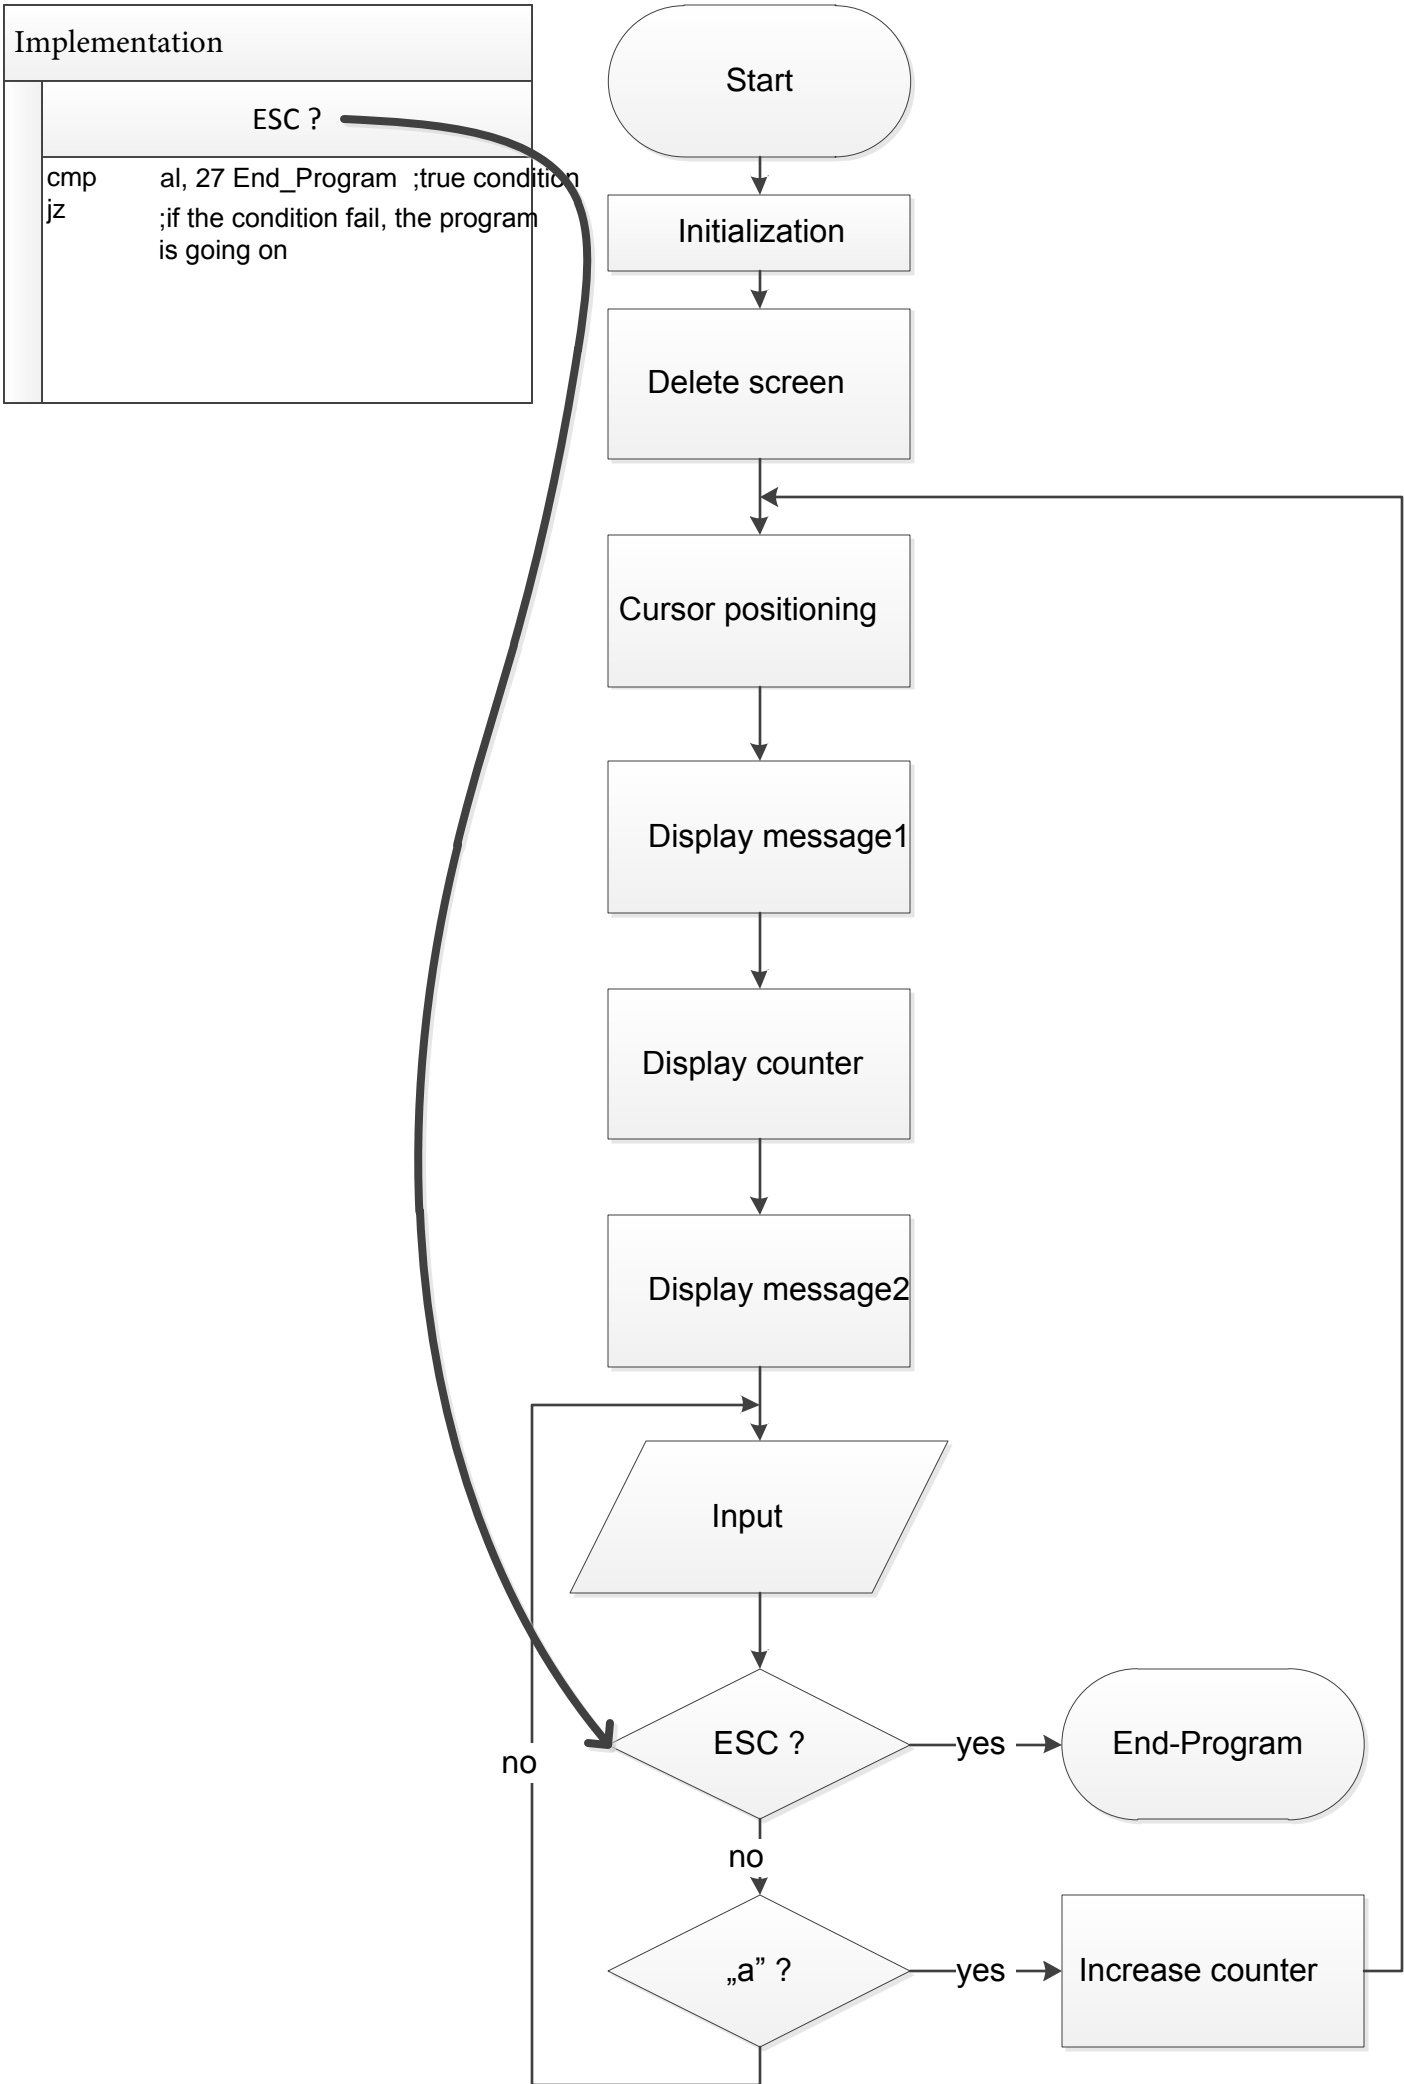 Implementation
ESC ?
cmp al, 27 End_Program ;true condition
jz ;if the condition fail, the program
is going on
Start
Initialization
Delete screen
Cursor positioning
Display message1
Display counter
Display message2
Input
ESC ?
yes
End-Program
no
no
„a” ?
yes
Increase counter